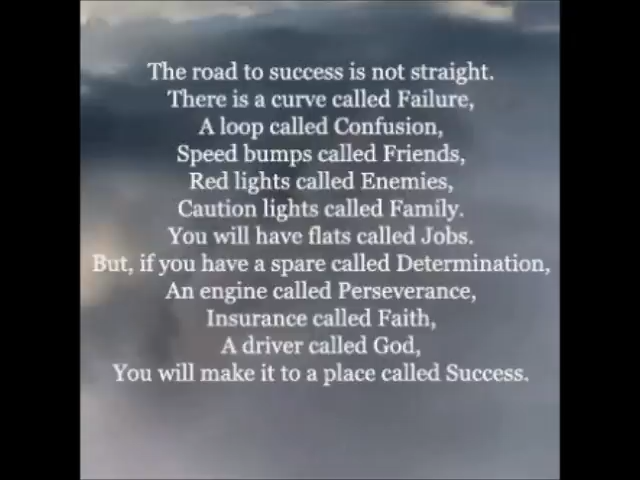 The road to success is not straight.
There is a curve called Failure,
A loop called Confusion,
Speed bumps called Friends,
Red lights called Enemies,
Caution lights called Family.
You will have flats called Jobs.
But, if you have a spare called Determination,
An engine called Perseverance,
Insurance called Faith,
A driver called God,
You will make it to a place called Success.